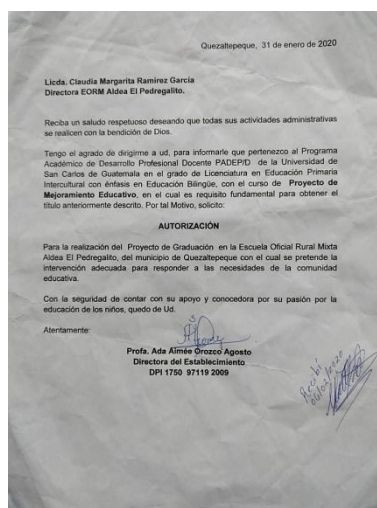 Quezaltepeque, 31 de enero de 2020
Licda. Claudia Margarita Ramírez García
Directora EORM Aldea El Pedregalito.
Reciba un saludo respetuoso deseando que todas sus actividades administrativas
se realicen con la bendición de Dios.
Tengo el agrado de dirigirme a ud, para informarle que pertenezco al Programa
Académico de Desarrollo Profesional Docente PADEP/D de la Universidad de
San Carlos de Guatemala en el grado de Licenciatura en Educación Primaria
Intercultural con énfasis en Educación Bilingüe, con el curso de Proyecto de
Mejoramiento Educativo, en el cual es requisito fundamental para obtener el
título anteriormente descrito. Por tal Motivo, solicito:
AUTORIZACIÓN
Para la realización del Proyecto de Graduación en la Escuela Oficial Rural Mixta
Aldea El Pedregalito, del municipio de Quezaltepeque con el cual se pretende la
intervención adecuada para responder a las necesidades de la comunidad
educativa.
Con la seguridad de contar con su apoyo y conocedora por su pasión por la
educación de los niños, quedo de Ud.
Atentamente:
Profa. Ada Aimée Orozco Agosto
Directora del Establecimiento
DPI 1750 97119 2009
Recibí
06/02/2020